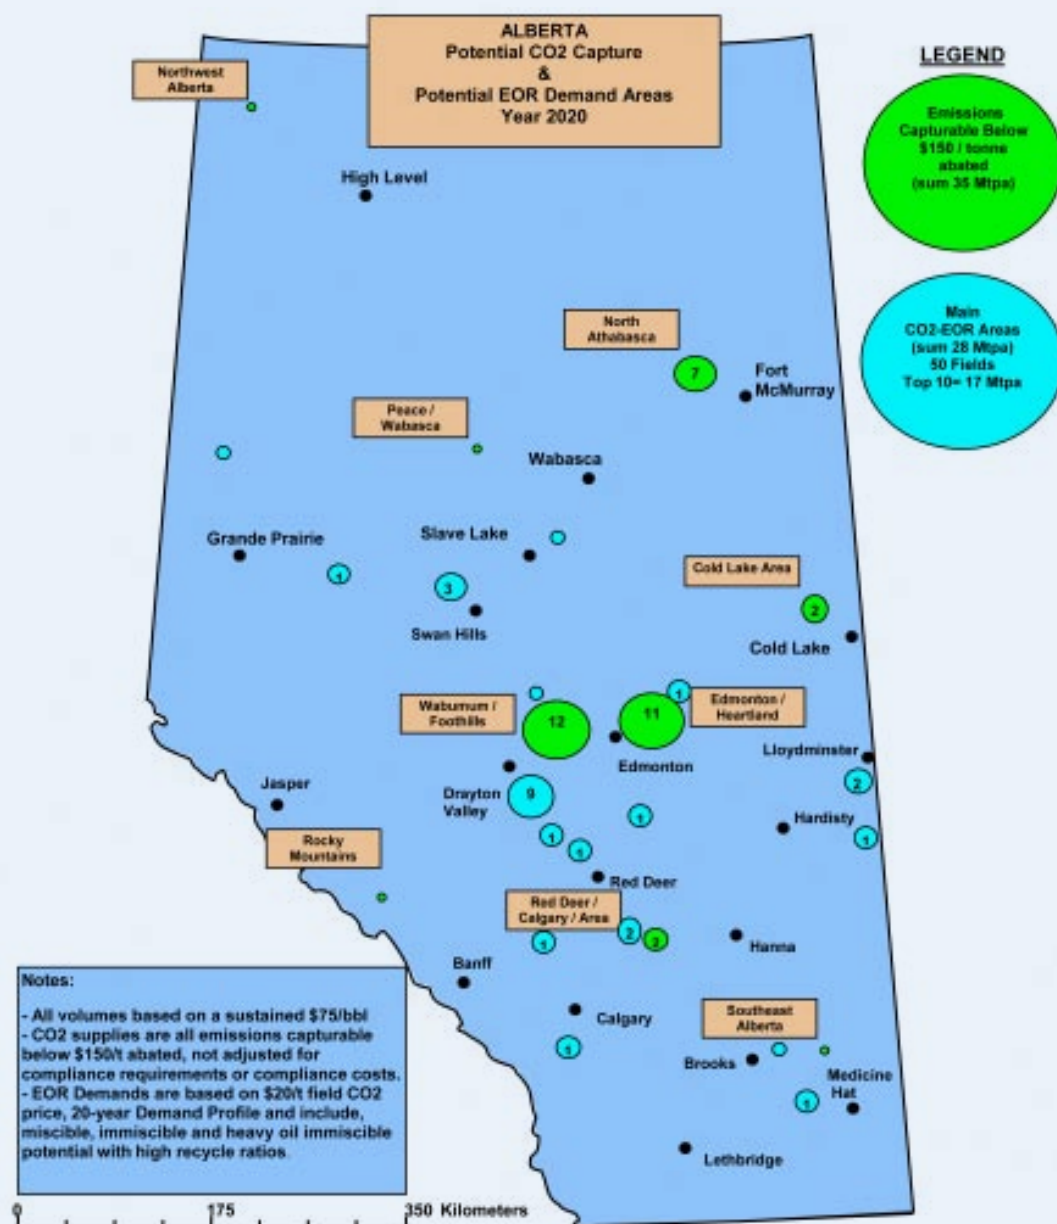 ALBERTA
Potential CO2 Capture
&
Potential EOR Demand Areas
Year 2020
LEGEND
Emissions
Capturable Below
$150 / tonne
abated
(sum 35 Mtpa)
Main
CO2-EOR Areas
(sum 28 Mtpa)
50 Fields
Top 10= 17 Mtpa
Northwest
Alberta
High Level
North
Athabasca
7
Fort
McMurray
Peace /
Wabasca
Wabasca
Grande Prairie
Slave Lake
1
3
Swan Hills
Cold Lake Area
2
Cold Lake
Wabumum /
Foothills
12
11
1
Edmonton /
Heartland
Edmonton
Lloydminster
2
Jasper
Drayton
Valley
9
1
1
1
Hardisty
1
Rocky
Mountains
Red Deer
Red Deer /
Calgary / Area
1
2
Hanna
Banff
Calgary
1
Southeast
Alberta
Brooks
Medicine
Hat
1
Lethbridge
Notes:
- All volumes based on a sustained $75/bbl
- CO2 supplies are all emissions capturable
below $150/t abated, not adjusted for
compliance requirements or compliance costs.
- EOR Demands are based on $20/t field CO2
price, 20-year Demand Profile and include,
miscible, immiscible and heavy oil immiscible
potential with high recycle ratios.
0 175 350 Kilometers